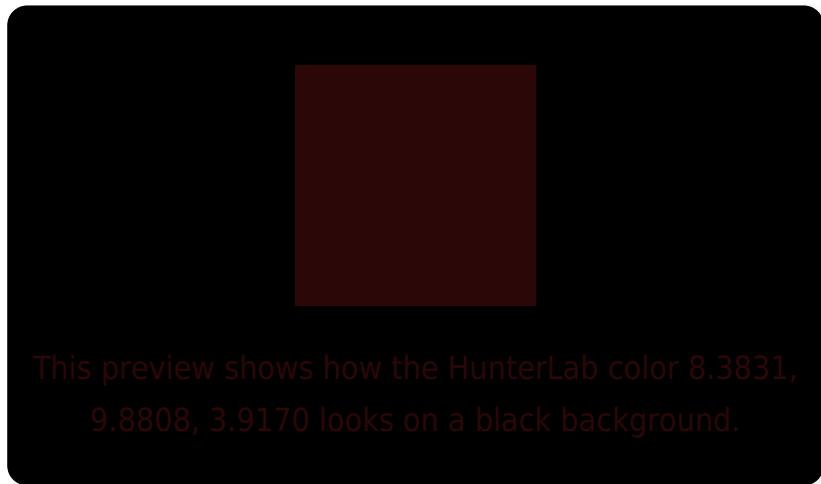 This preview shows how the HunterLab color 8.3831,
9.8808, 3.9170 looks on a black background.